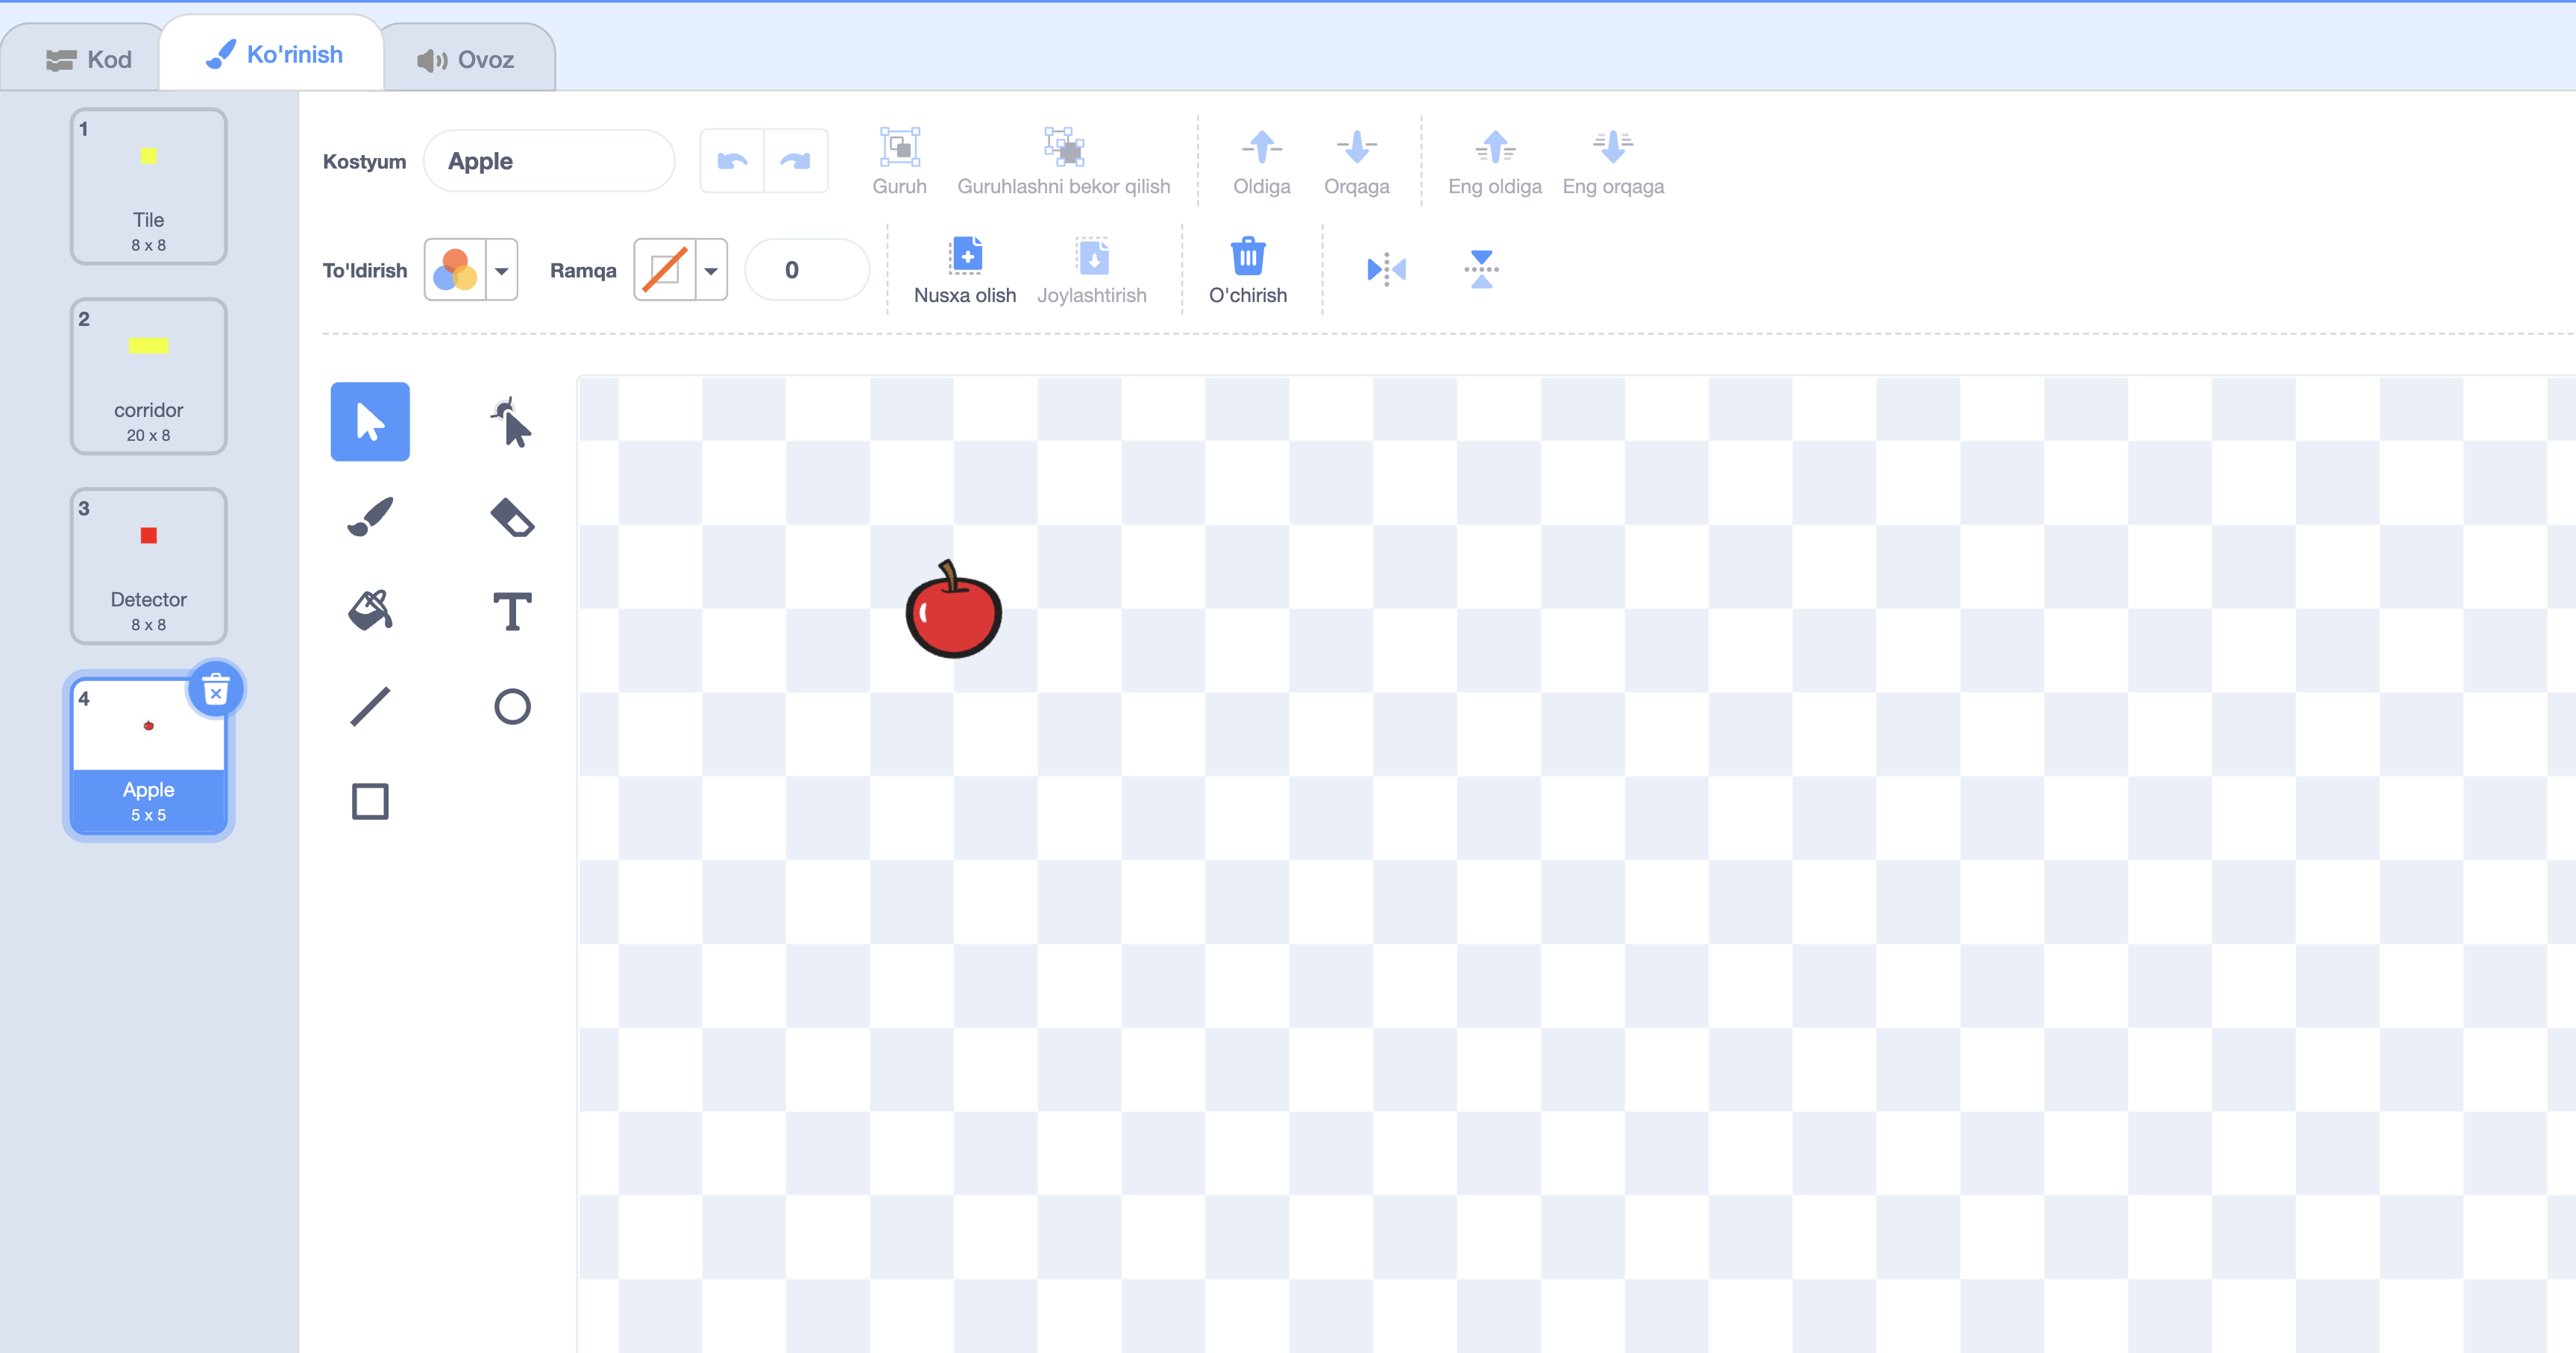 Kod
Ko'rinish
Ovoz
1
Tile
8 x 8
2
corridor
20 x 8
3
Detector
8 x 8
4
Apple
5 x 5
Kostyum
Apple
Guruh
Guruhlashni bekor qilish
Oldiga
Orqaga
Eng oldiga
Eng orqaga
To'ldirish
Ramqa
0
Nusxa olish
Joylashtirish
O'chirish
T